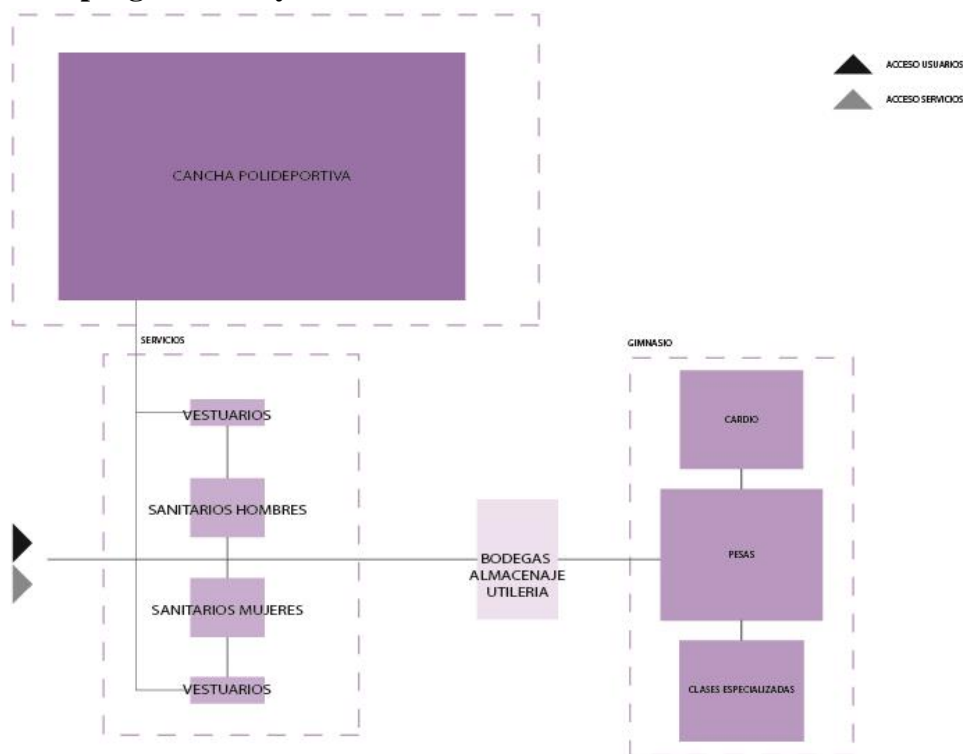 ACCESO USUARIOS
ACCESO SERVICIOS
CANCHA POLIDEPORTIVA
SERVICIOS
GIMNASIO
VESTUARIOS
SANITARIOS HOMBRES
SANITARIOS MUJERES
VESTUARIOS
BODEGAS
ALMACENAJE
UTILERIA
CARDIO
PESAS
CLASES ESPECIALIZADAS